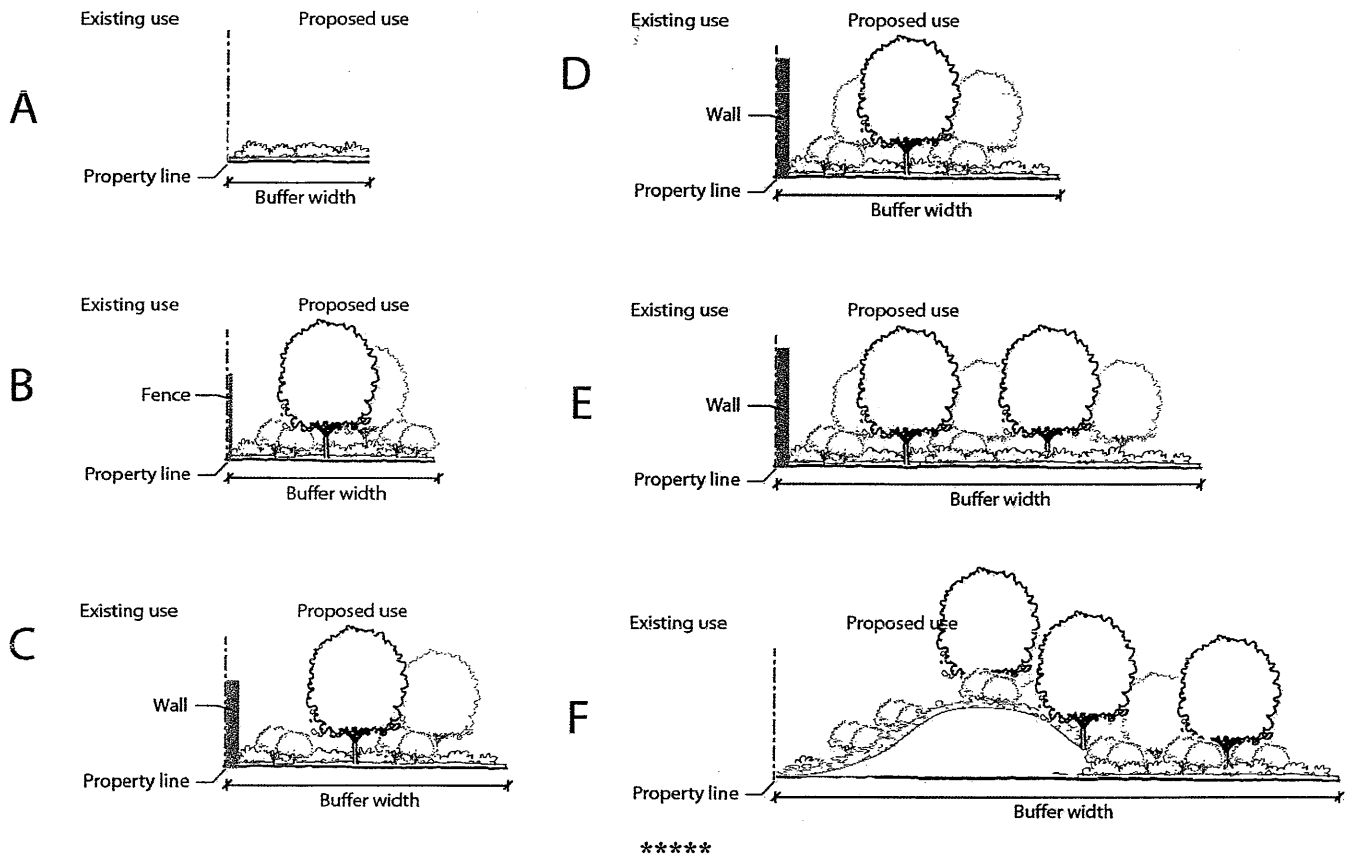 Existing use Proposed use
A
Property line
Buffer width
Existing use Proposed use
B
Fence
Property line
Buffer width
Existing use Proposed use
C
Wall
Property line
Buffer width
Existing use Proposed use
D
Wall
Property line
Buffer width
Existing use Proposed use
E
Wall
Property line
Buffer width
Existing use Proposed use
F
Property line
Buffer width
*****